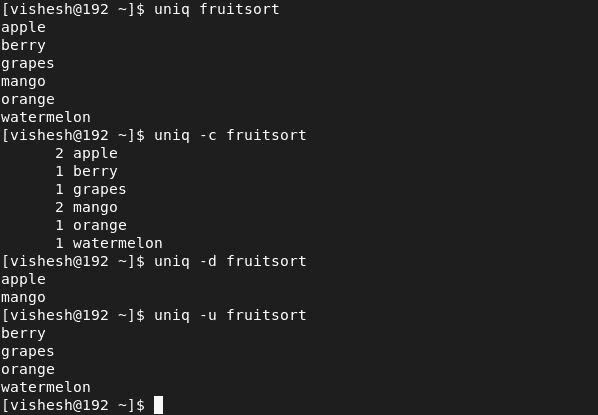 [vishesh@192 ~]$ uniq fruitsort
apple
berry
grapes
mango
orange
watermelon
[vishesh@192 ~]$ uniq -c fruitsort
      2 apple
      1 berry
      1 grapes
      2 mango
      1 orange
      1 watermelon
[vishesh@192 ~]$ uniq -d fruitsort
apple
mango
[vishesh@192 ~]$ uniq -u fruitsort
berry
grapes
orange
watermelon
[vishesh@192 ~]$